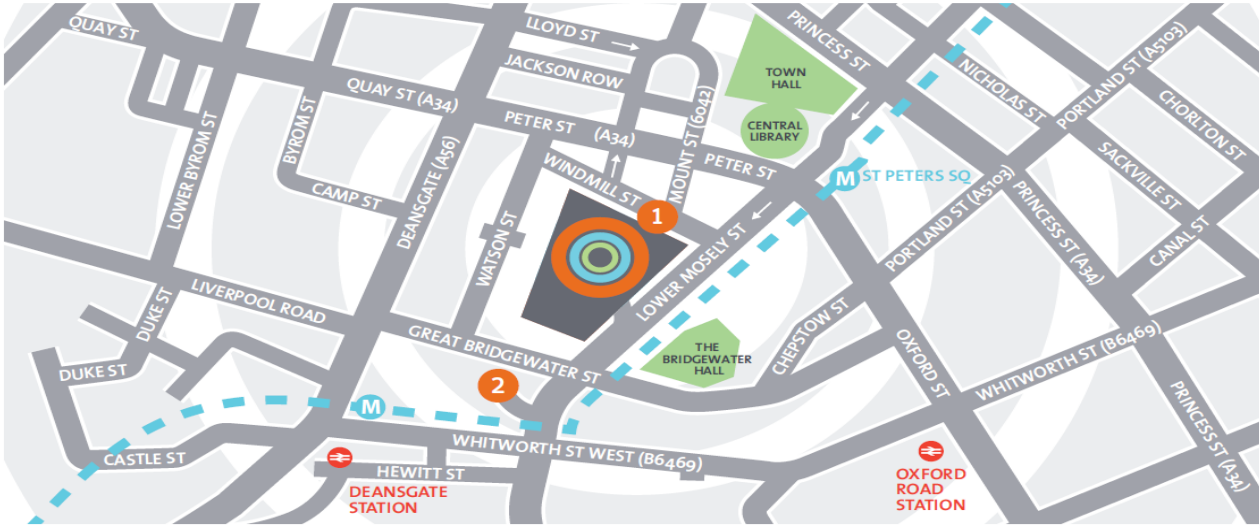 QUAY ST
LLOYD ST
PRINCESS ST
JACKSON ROW
TOWN
HALL
NICHOLAS ST
PORTLAND ST (A5103)
CHORLTON ST
QUAY ST (A34)
LOWER BYROM ST
BYROM ST
PETER ST
(A34)
MOUNT ST (6042)
CENTRAL
LIBRARY
PETER ST
SACKVILLE ST
WINDMILL ST
M
ST PETERS SQ
CAMP ST
DEANSGATE (A56)
1
PRINCESS ST (A34)
PORTLAND ST (A5103)
WATSON ST
CANAL ST
LOWER MOSELY ST
LIVERPOOL ROAD
DUKE ST
GREAT BRIDGEWATER ST
CHEPSTOW ST
OXFORD ST
THE
BRIDGEWATER
HALL
WHITWORTH ST (B6469)
DUKE ST
2
M
PRINCESS ST (A34)
CASTLE ST
WHITWORTH ST WEST (B6469)
HEWITT ST
DEANSGATE
STATION
OXFORD
ROAD
STATION